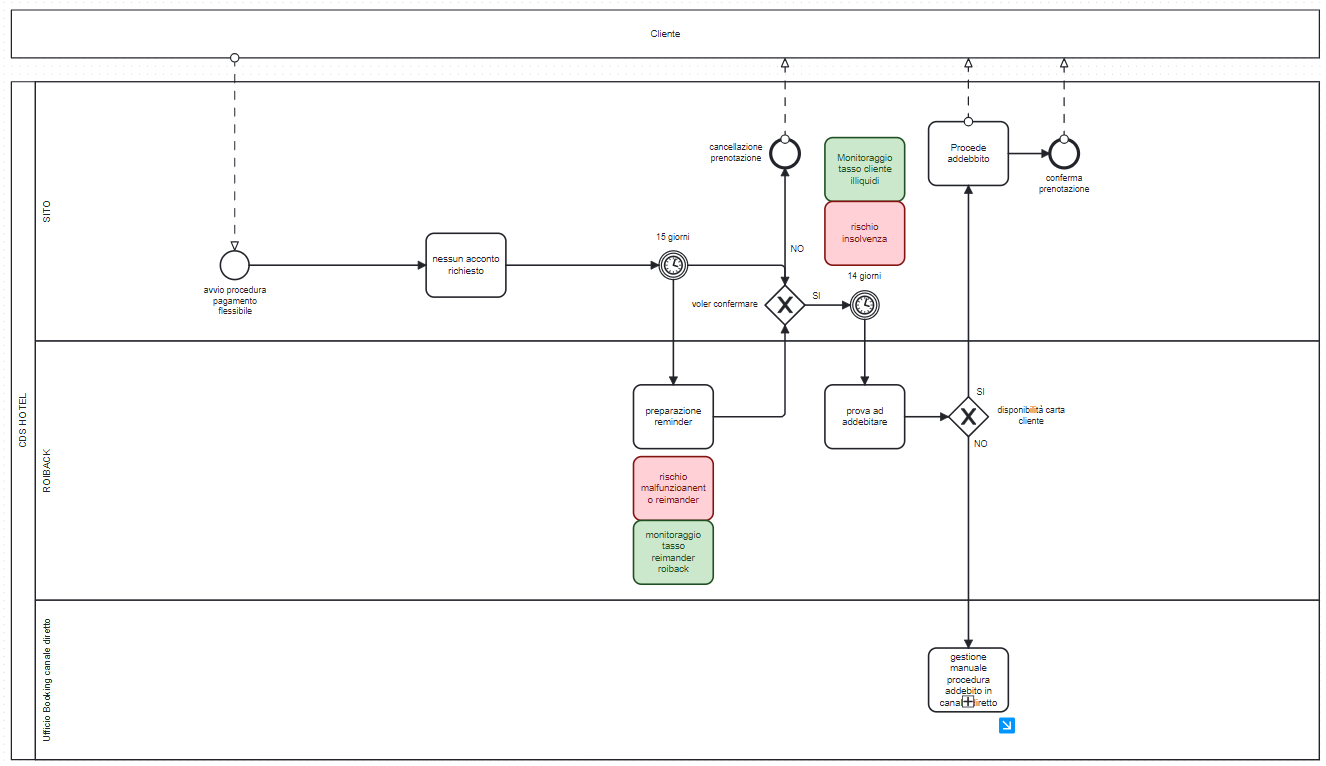 Cliente
CDS HOTEL
SITO
avvio procedura
pagamento
flessibile
nessun acconto
richiesto
15 giorni
cancellazione
prenotazione
NO
voler confermare
SI
Monitoraggio
tasso cliente
illiquidi
rischio
insolvenza
14 giorni
Procede
addebbito
conferma
prenotazione
ROIBACK
preparazione
reminder
rischio
malfunzioanent
o reimander
monitoraggio
tasso
reimander
roiback
prova ad
addebitare
SI
disponibilità carta
cliente
NO
Ufficio Booking canale diretto
gestione
manuale
procedura
addebito in
canale diretto